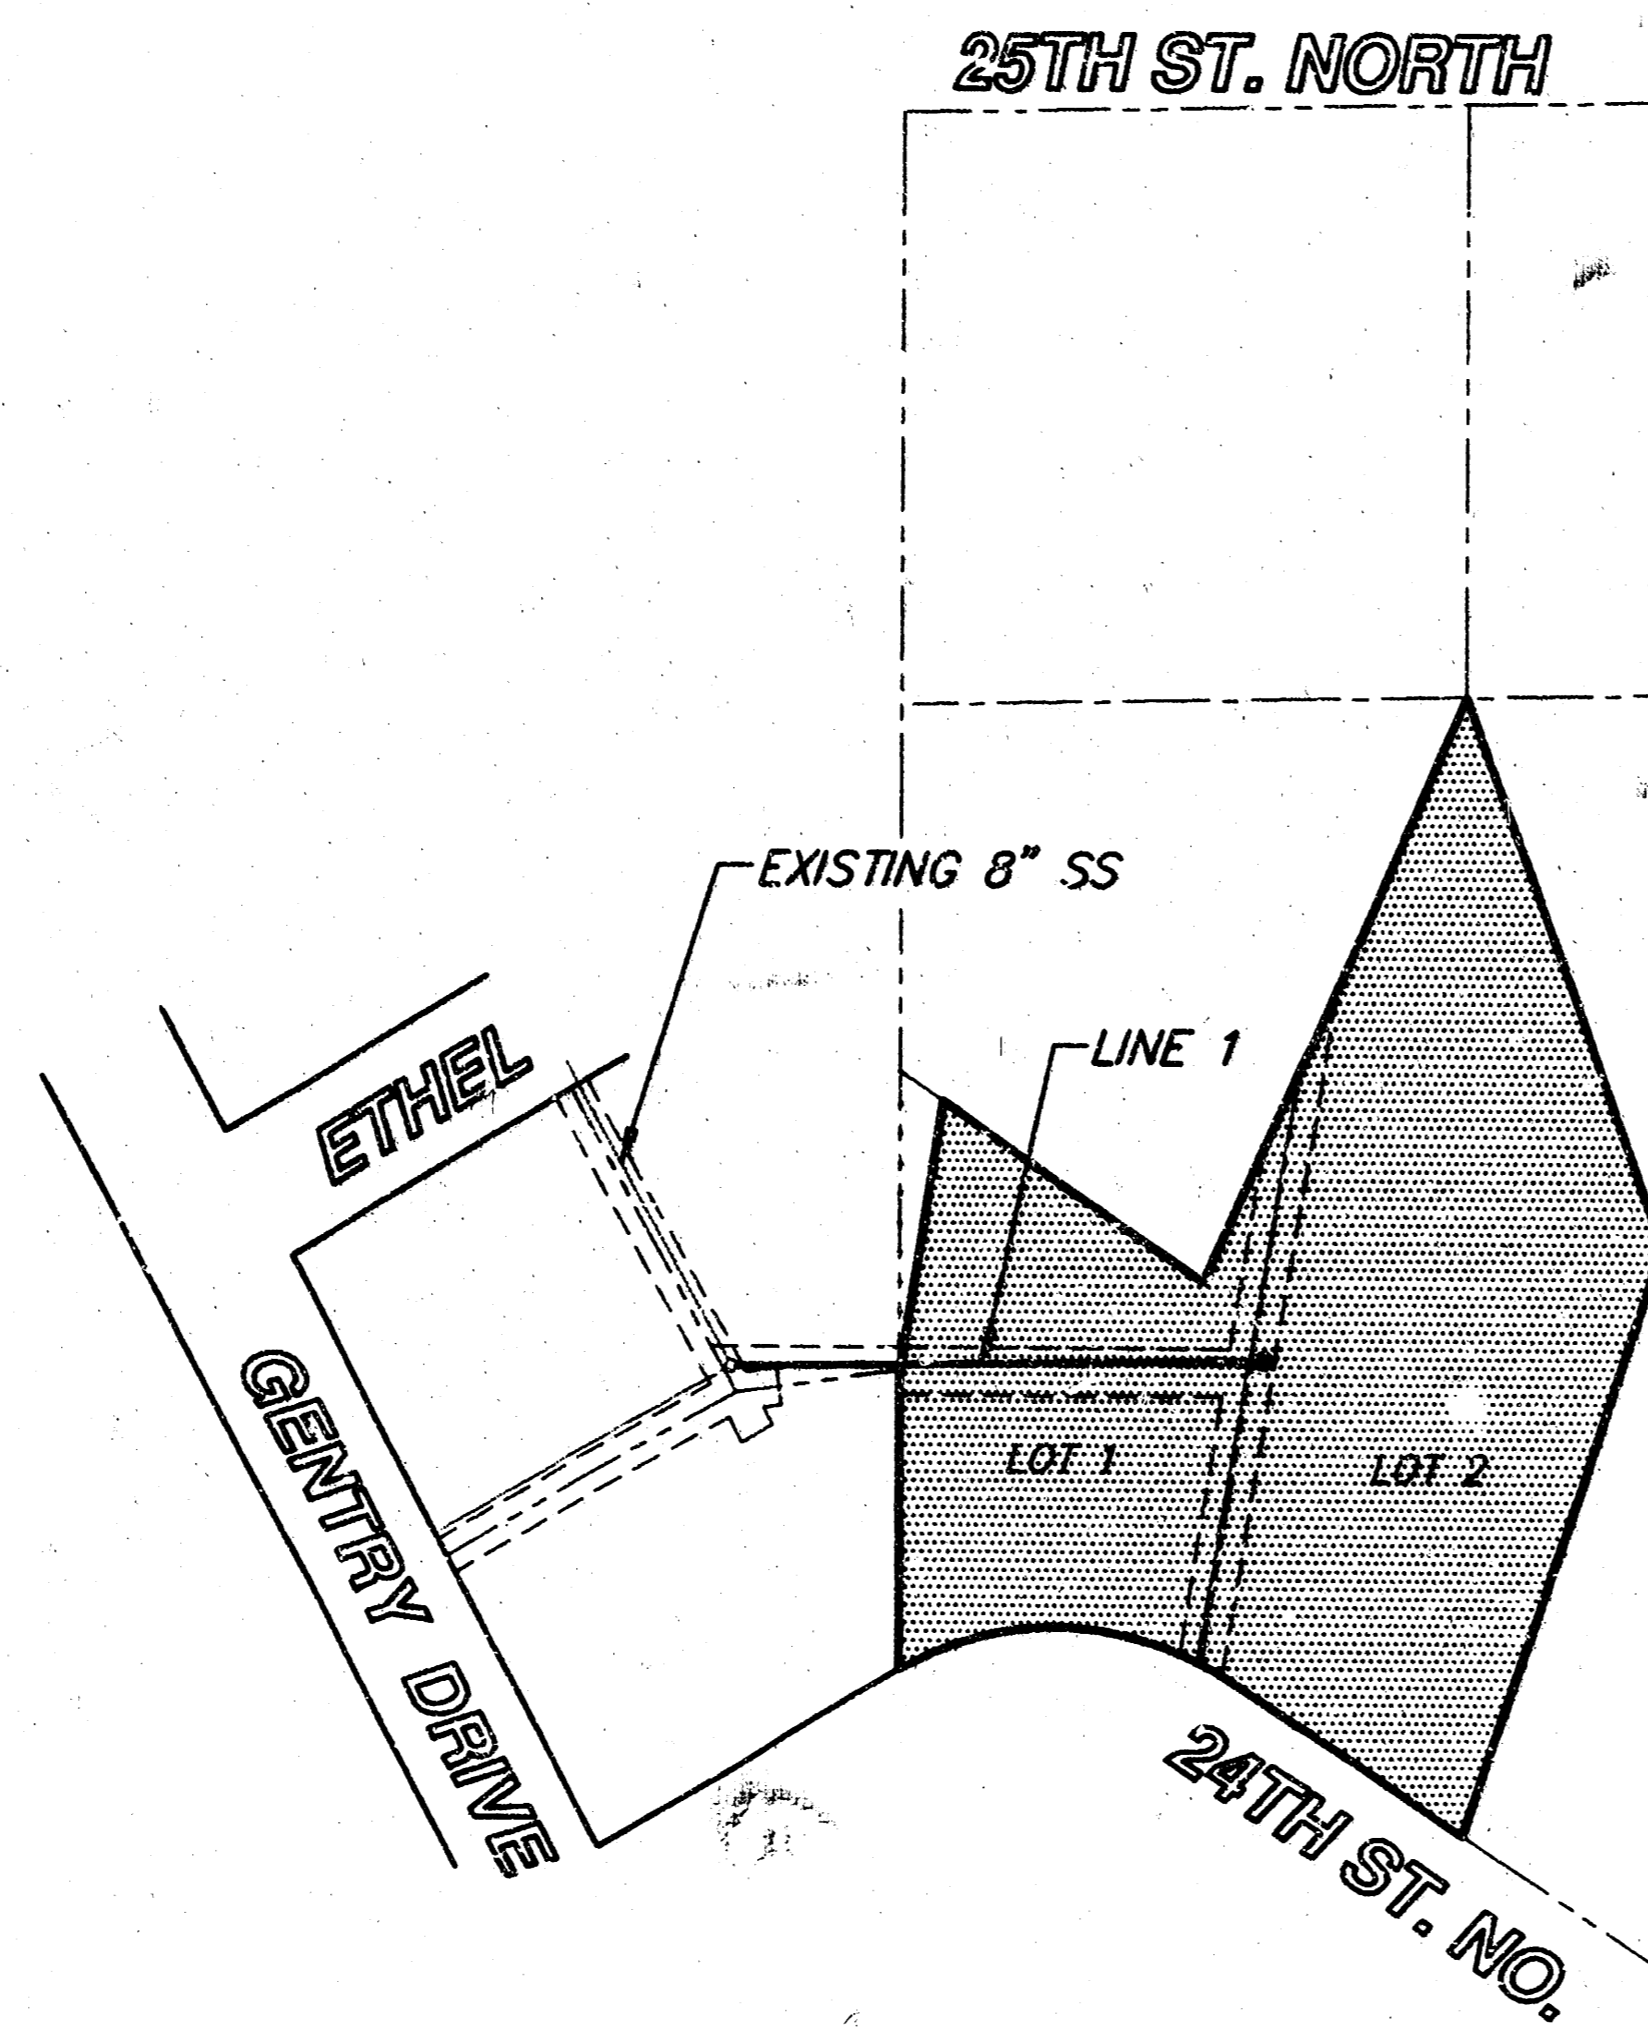 25TH ST. NORTH
EXISTING 8" SS
LINE 1
ETHEL
GENTRY DRIVE
LOT 1
LOT 2
24TH ST. NO.